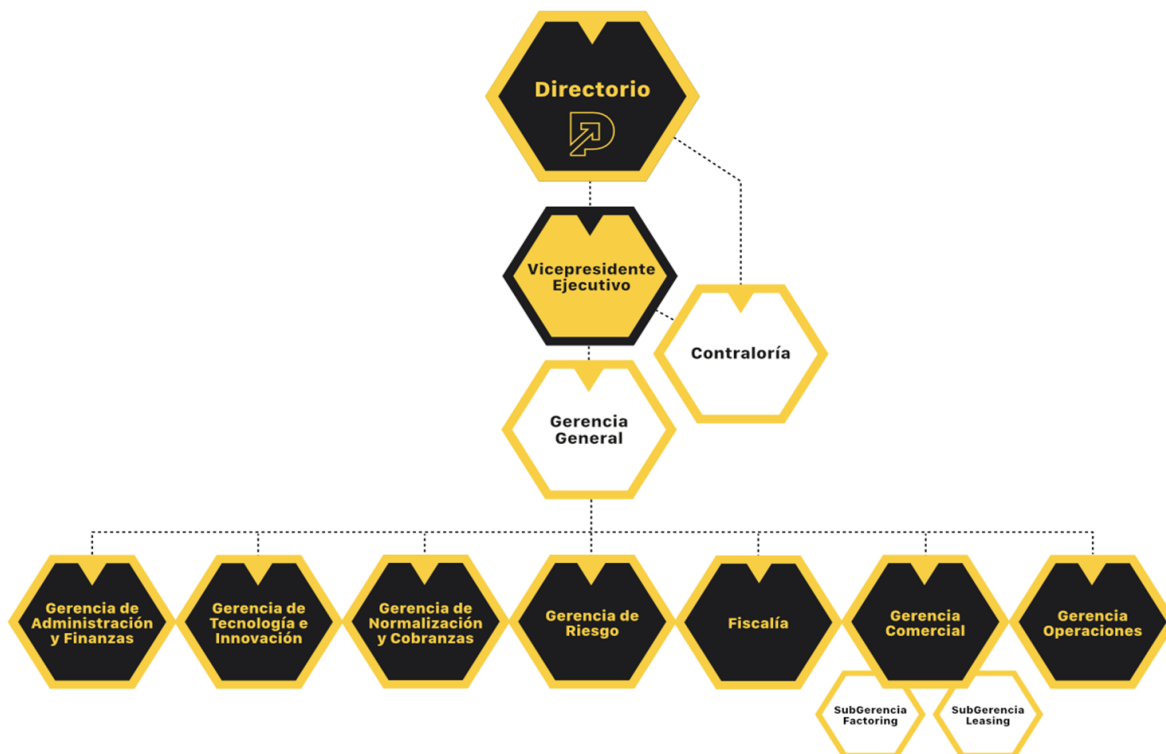 Directorio
Vicepresidente
Ejecutivo
Contraloría
Gerencia
General
Gerencia de
Administración
y Finanzas
Gerencia de
Tecnología e
Innovación
Gerencia de
Normalización
y Cobranzas
Gerencia de
Riesgo
Fiscalía
Gerencia
Comercial
Gerencia
Operaciones
SubGerencia
Factoring
SubGerencia
Leasing